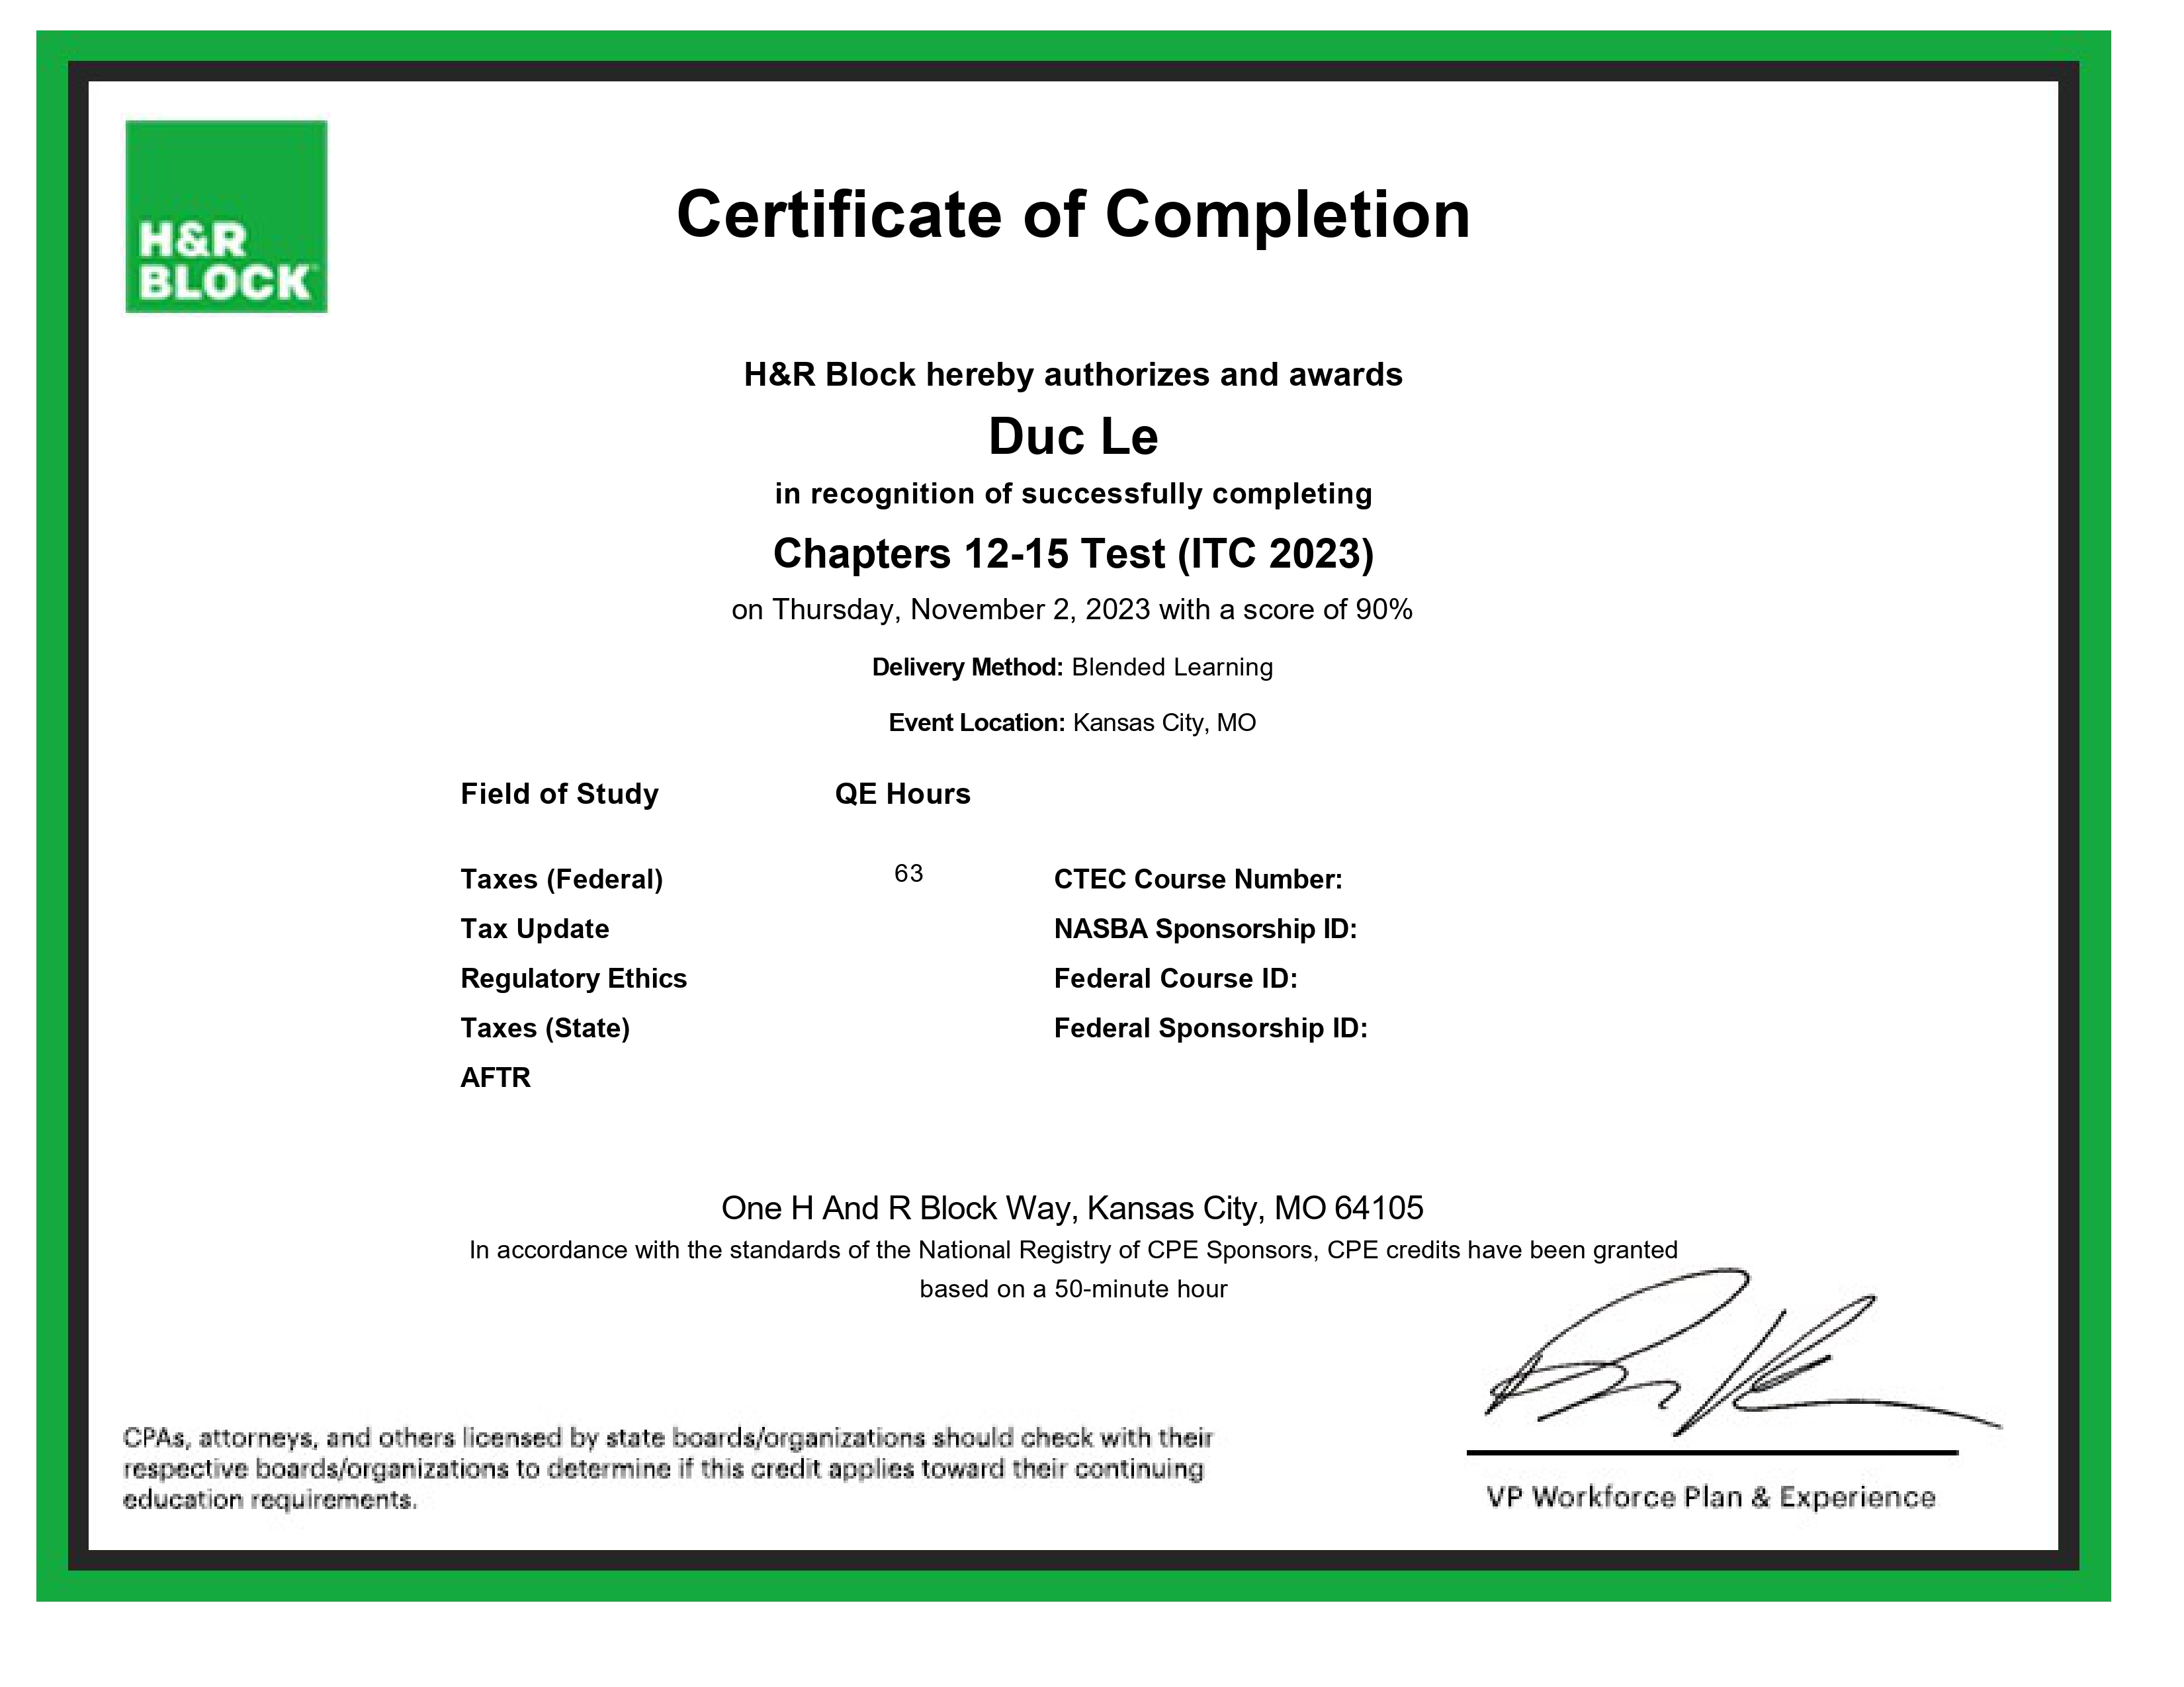 H&R
BLOCK
Certificate of Completion
H&R Block hereby authorizes and awards
Duc Le
in recognition of successfully completing
Chapters 12-15 Test (ITC 2023)
on Thursday, November 2, 2023 with a score of 90%
Delivery Method: Blended Learning
Event Location: Kansas City, MO
Field of Study QE Hours
Taxes (Federal) 63 CTEC Course Number:
Tax Update NASBA Sponsorship ID:
Regulatory Ethics Federal Course ID:
Taxes (State) Federal Sponsorship ID:
AFTR
One H And R Block Way, Kansas City, MO 64105
In accordance with the standards of the National Registry of CPE Sponsors, CPE credits have been granted
based on a 50-minute hour
CPAs, attorneys, and others licensed by state boards/organizations should check with their
respective boards/organizations to determine if this credit applies toward their continuing
education requirements.
VP Workforce Plan & Experience